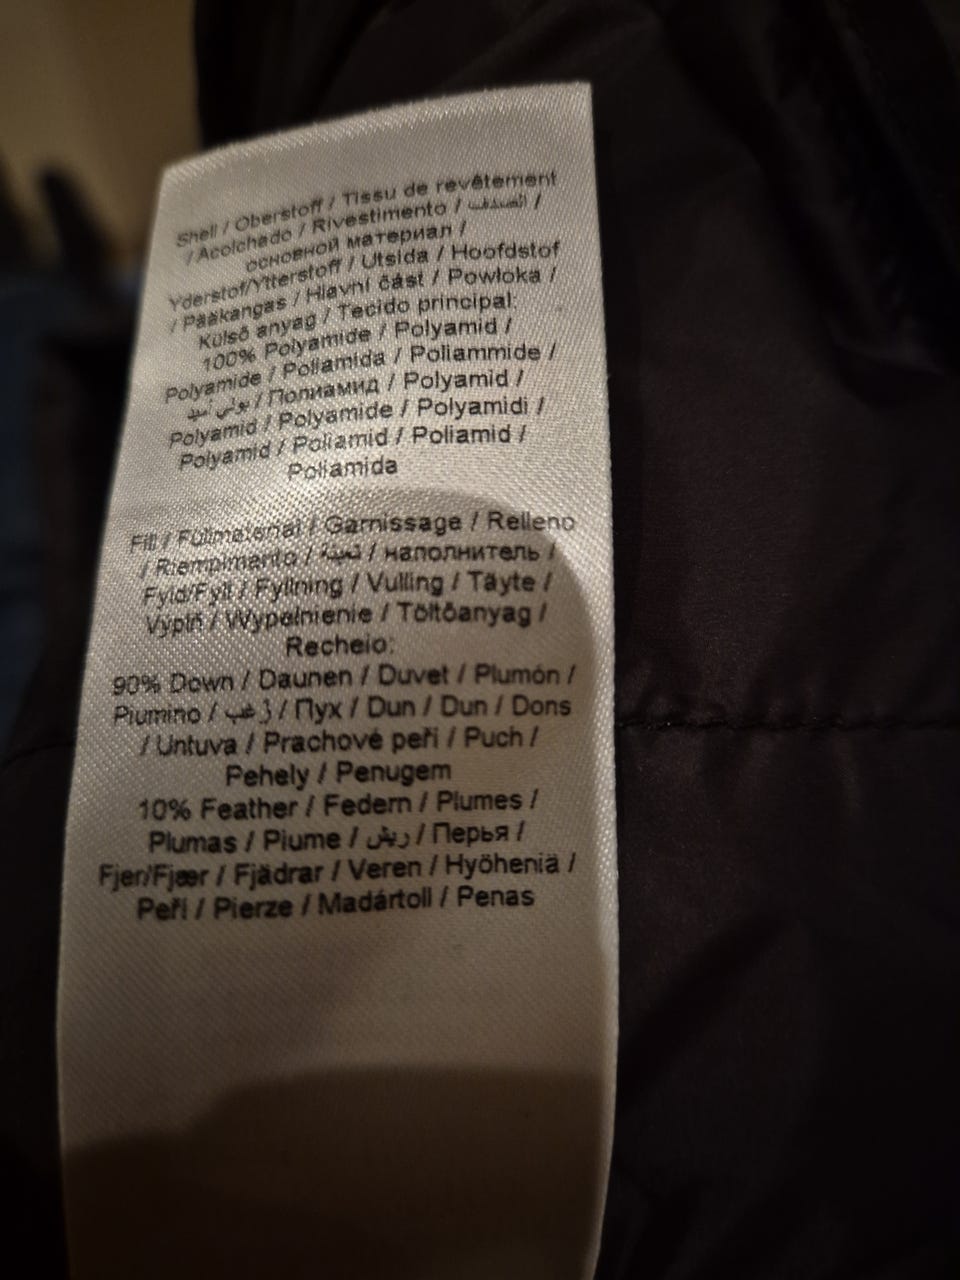 Shell / Oberstoff / Tissu de revêtement
/ Acolchado / Rivestimento / الصدف /
основной материал /
Yderstof/Ytterstoff / Utsida / Hoofdstof
/ Pääkangas / Hlavní část / Powłoka /
Külső anyag / Tecido principal:
100% Polyamide / Polyamid /
Polyamide / Poliamida / Poliammide /
بولي أميد / Полиамид / Polyamid /
Polyamid / Polyamide / Polyamidi /
Polyamid / Poliamid / Poliamid /
Poliamida
Fill / Füllmaterial / Garnissage / Relleno
/ Riempimento / تعبئة / наполнитель /
Fyld/Fyll / Fyllning / Vulling / Täyte /
Výplň / Wypełnienie / Töltőanyag /
Recheio:
90% Down / Daunen / Duvet / Plumón /
Piumino / زغب / Пух / Dun / Dun / Dons
/ Untuva / Prachové peří / Puch /
Pehely / Penugem
10% Feather / Federn / Plumes /
Plumas / Piume / ريش / Перья /
Fjer/Fjær / Fjädrar / Veren / Hyöheniä /
Peří / Pierze / Madártoll / Penas